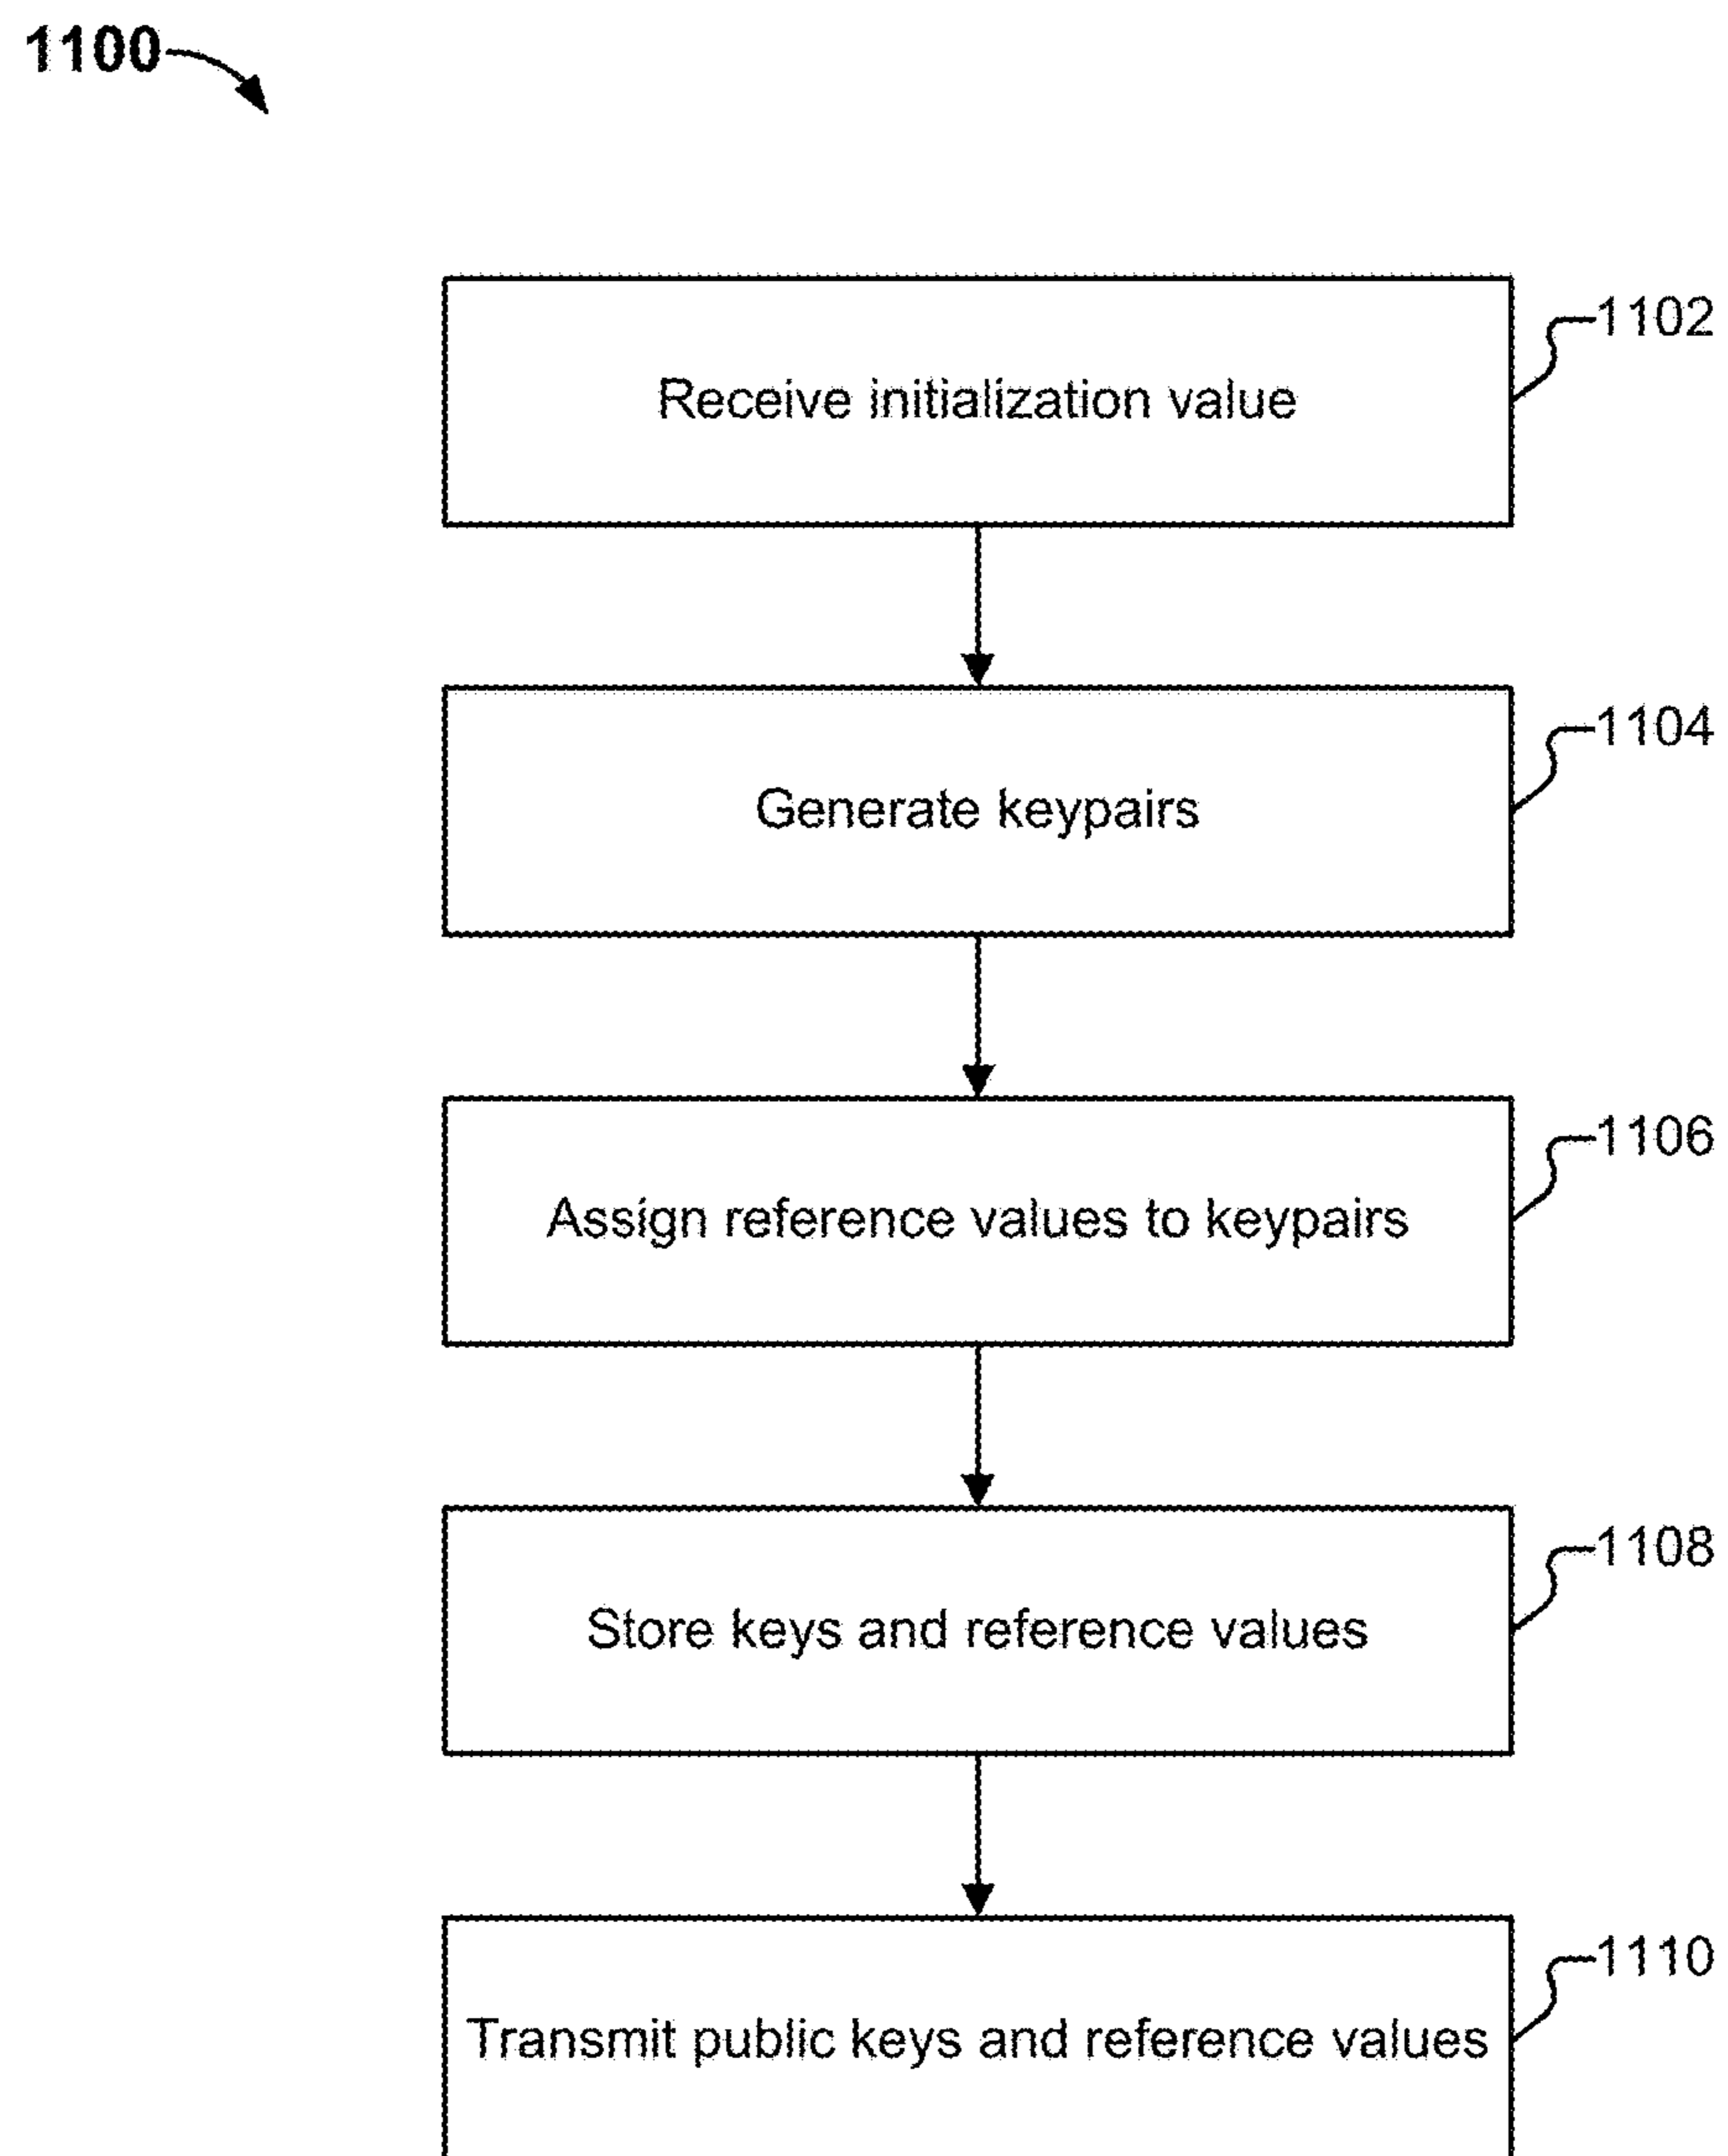 1100
1102
Receive initialization value
1104
Generate keypairs
1106
Assign reference values to keypairs
1108
Store keys and reference values
1110
Transmit public keys and reference values